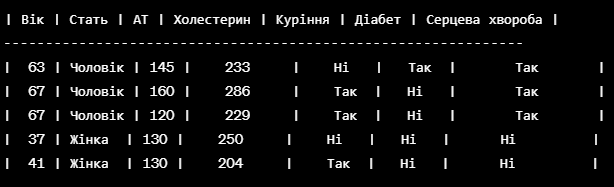 | Вік | Стать | АТ | Холестерин | Куріння | Діабет | Серцева хвороба |
----------------------------------------------------------------
| 63 | Чоловік | 145 | 233 | Ні | Так | Так |
| 67 | Чоловік | 160 | 286 | Так | Ні | Так |
| 67 | Чоловік | 120 | 229 | Так | Ні | Так |
| 37 | Жінка | 130 | 250 | Ні | Ні | Ні |
| 41 | Жінка | 130 | 204 | Так | Ні | Ні |